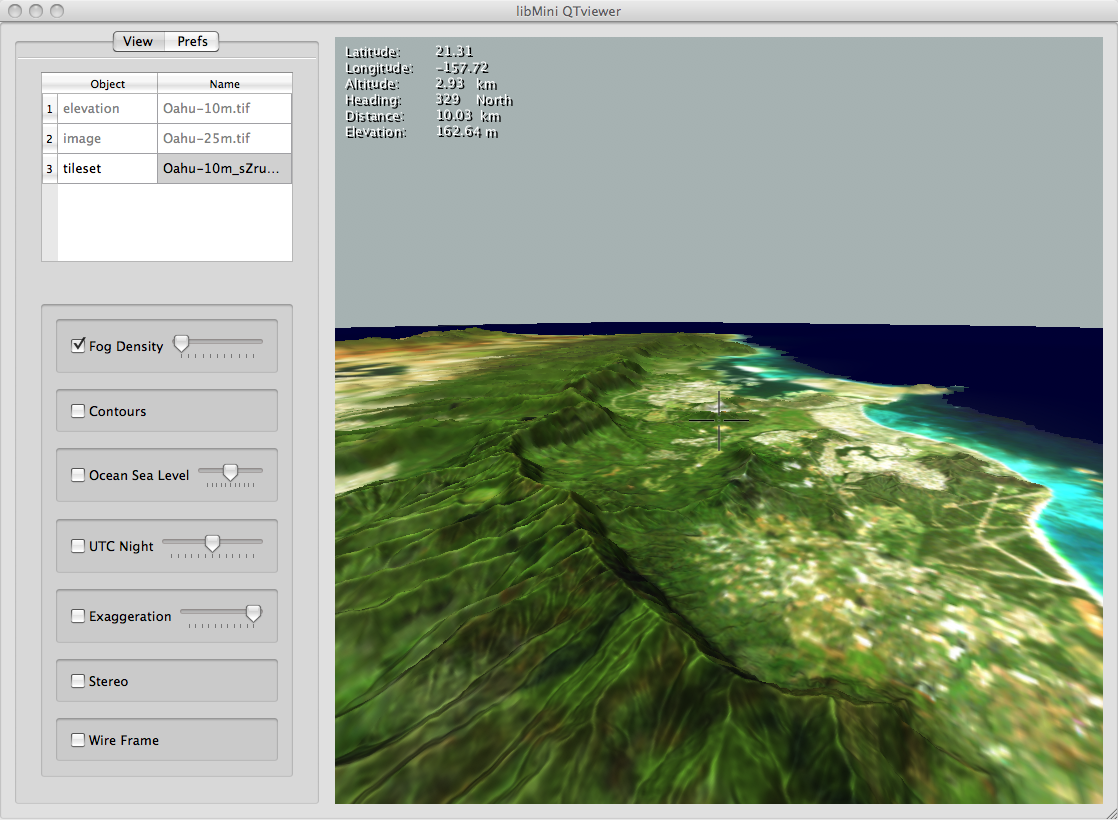 libMini QTviewer
View Prefs
Object Name
1 elevation Oahu-10m.tif
2 image Oahu-25m.tif
3 tileset Oahu-10m_sZru...
Fog Density
Contours
Ocean Sea Level
UTC Night
Exaggeration
Stereo
Wire Frame
Latitude: 21.31
Longitude: -157.72
Altitude: 2.93 km
Heading: 329 North
Distance: 10.03 km
Elevation: 162.64 m